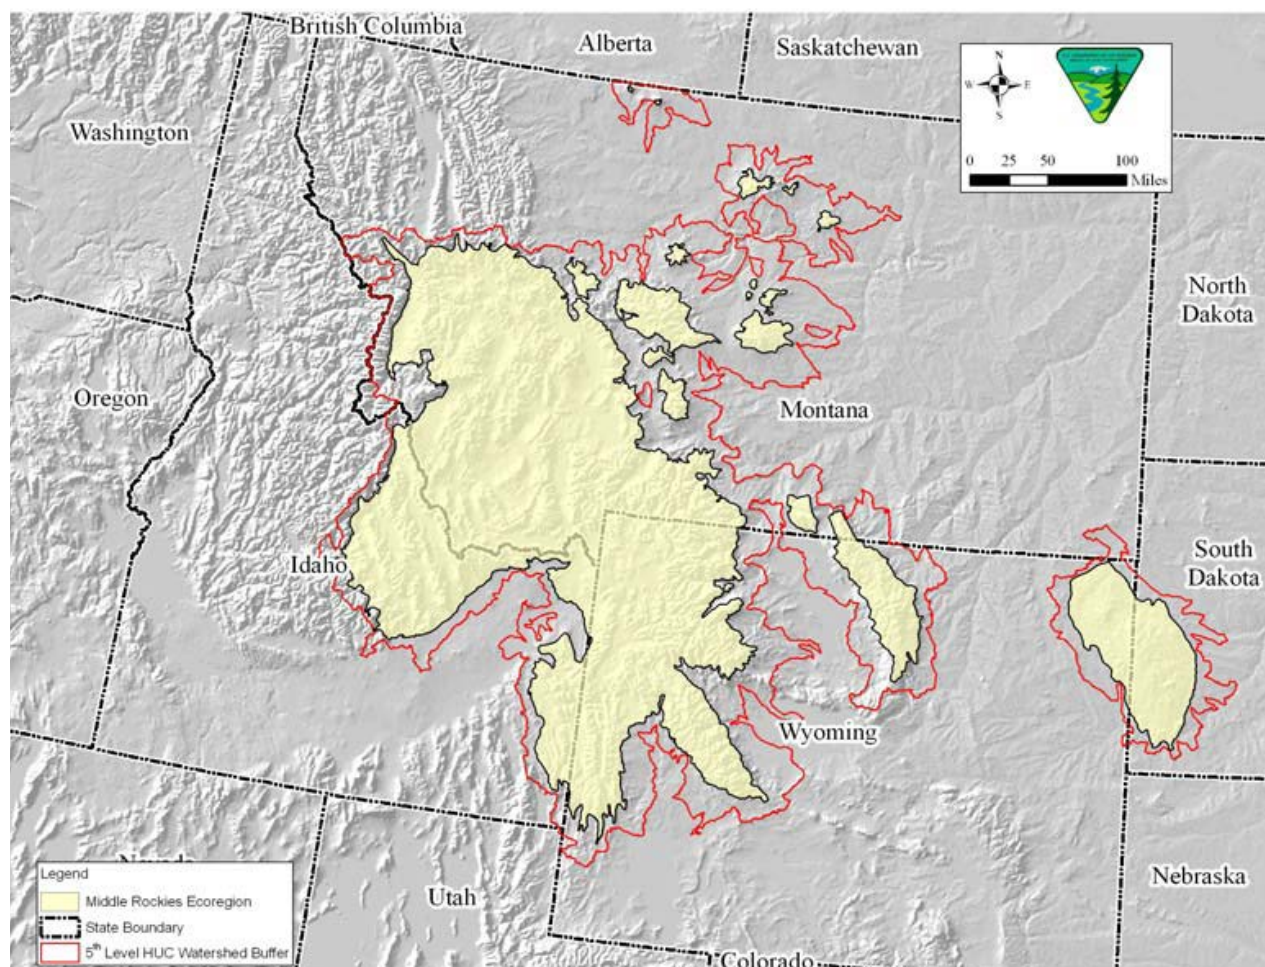 British Columbia
Alberta
Saskatchewan
Washington
N
W E
S
0 25 50 100
Miles
North
Dakota
Oregon
Montana
South
Dakota
Idaho
Wyoming
Nebraska
Utah
Colorado
Legend
Middle Rockies Ecoregion
State Boundary
5th Level HUC Watershed Buffer